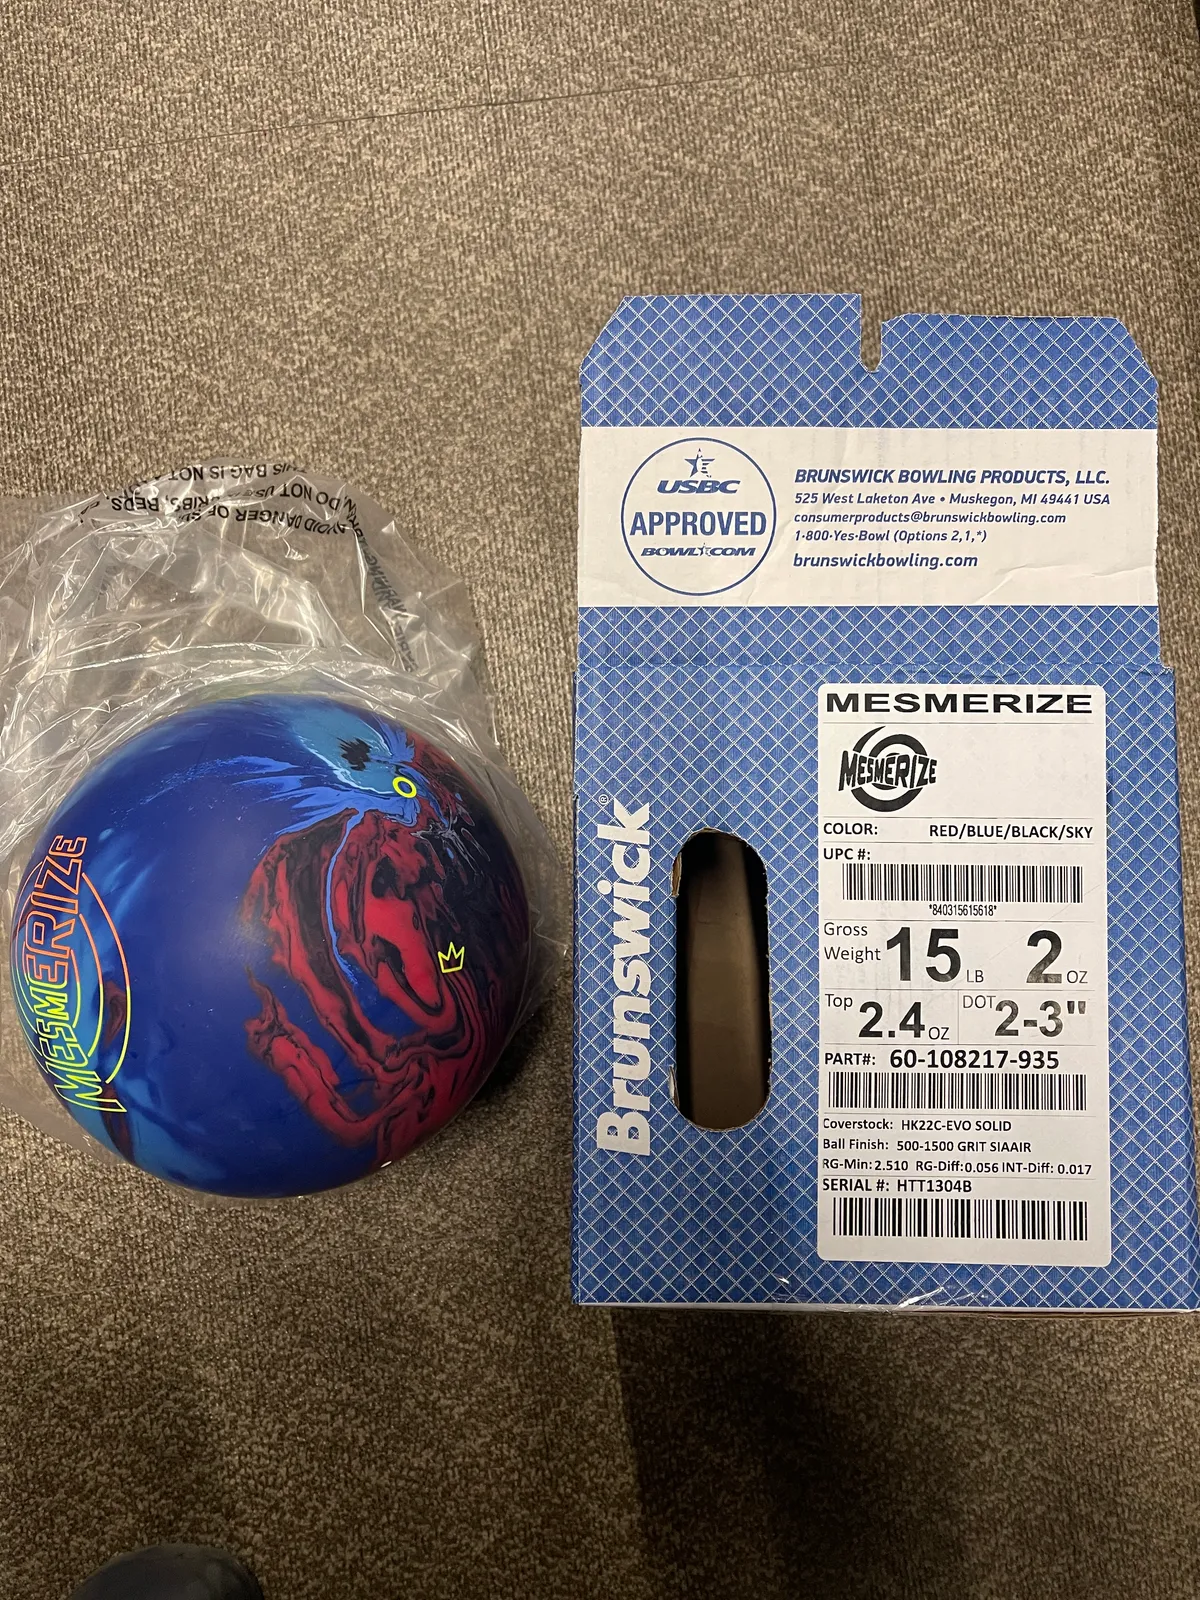 THIS BAG IS NOT
MESMERIZE
USBC
APPROVED
BOWL COM
BRUNSWICK BOWLING PRODUCTS, LLC.
525 West Laketon Ave • Muskegon, MI 49441 USA
consumerproducts@brunswickbowling.com
1-800-Yes-Bowl (Options 2,1,*)
brunswickbowling.com
Brunswick®
MESMERIZE
MESMERIZE
COLOR: RED/BLUE/BLACK/SKY
UPC #:
*840315615618*
Gross Weight 15 LB 2 OZ
Top 2.4 OZ DOT 2-3"
PART#: 60-108217-935
Coverstock: HK22C-EVO SOLID
Ball Finish: 500-1500 GRIT SIAAIR
RG-Min: 2.510 RG-Diff: 0.056 INT-Diff: 0.017
SERIAL #: HTT1304B